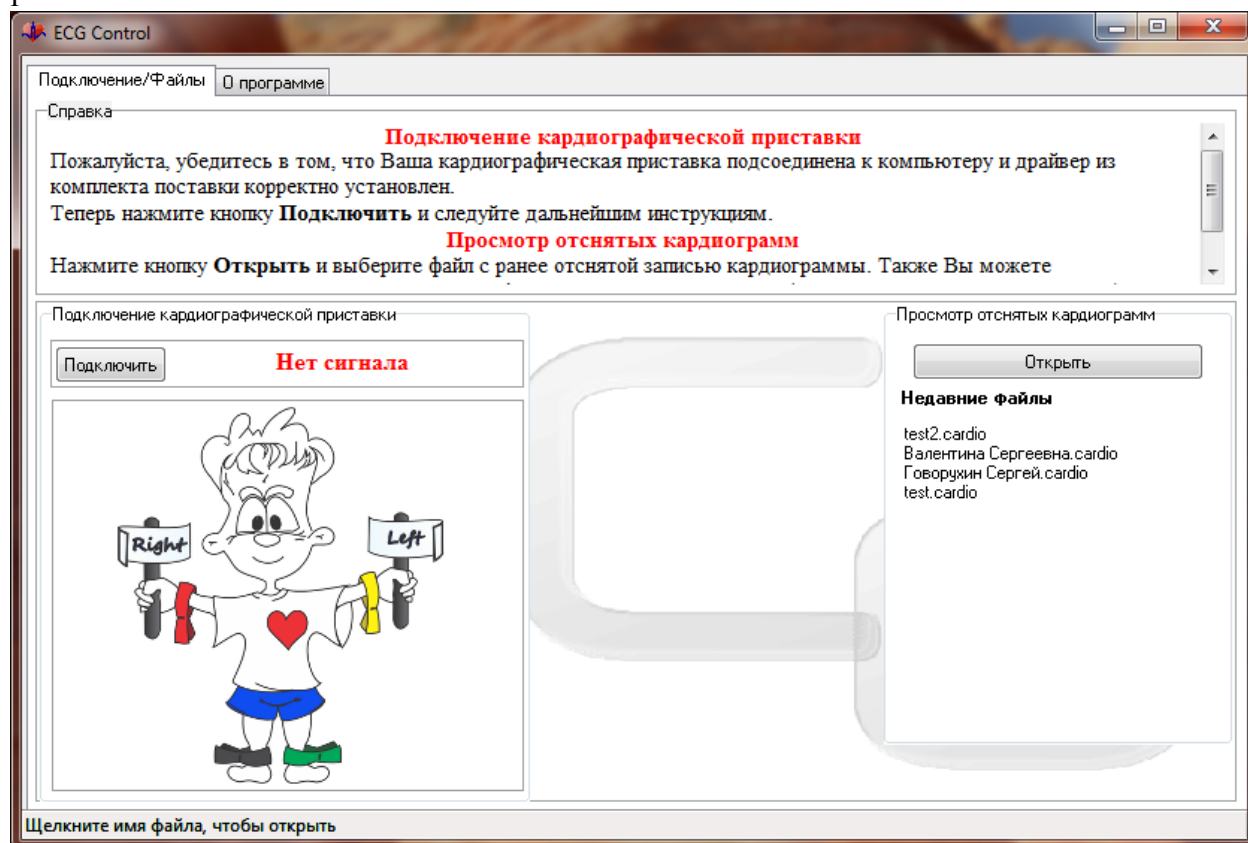 ECG Control
Подключение/Файлы
О программе
Справка
Подключение кардиографической приставки
Пожалуйста, убедитесь в том, что Ваша кардиографическая приставка подсоединена к компьютеру и драйвер из
комплекта поставки корректно установлен.
Теперь нажмите кнопку Подключить и следуйте дальнейшим инструкциям.
Просмотр отснятых кардиограмм
Нажмите кнопку Открыть и выберите файл с ранее отснятой записью кардиограммы. Также Вы можете
Подключение кардиографической приставки
Подключить
Нет сигнала
Right
Left
Просмотр отснятых кардиограмм
Открыть
Недавние Файлы
test2.cardio
Валентина Сергеевна.cardio
Говорухин Сергей.cardio
test.cardio
Щелкните имя файла, чтобы открыть